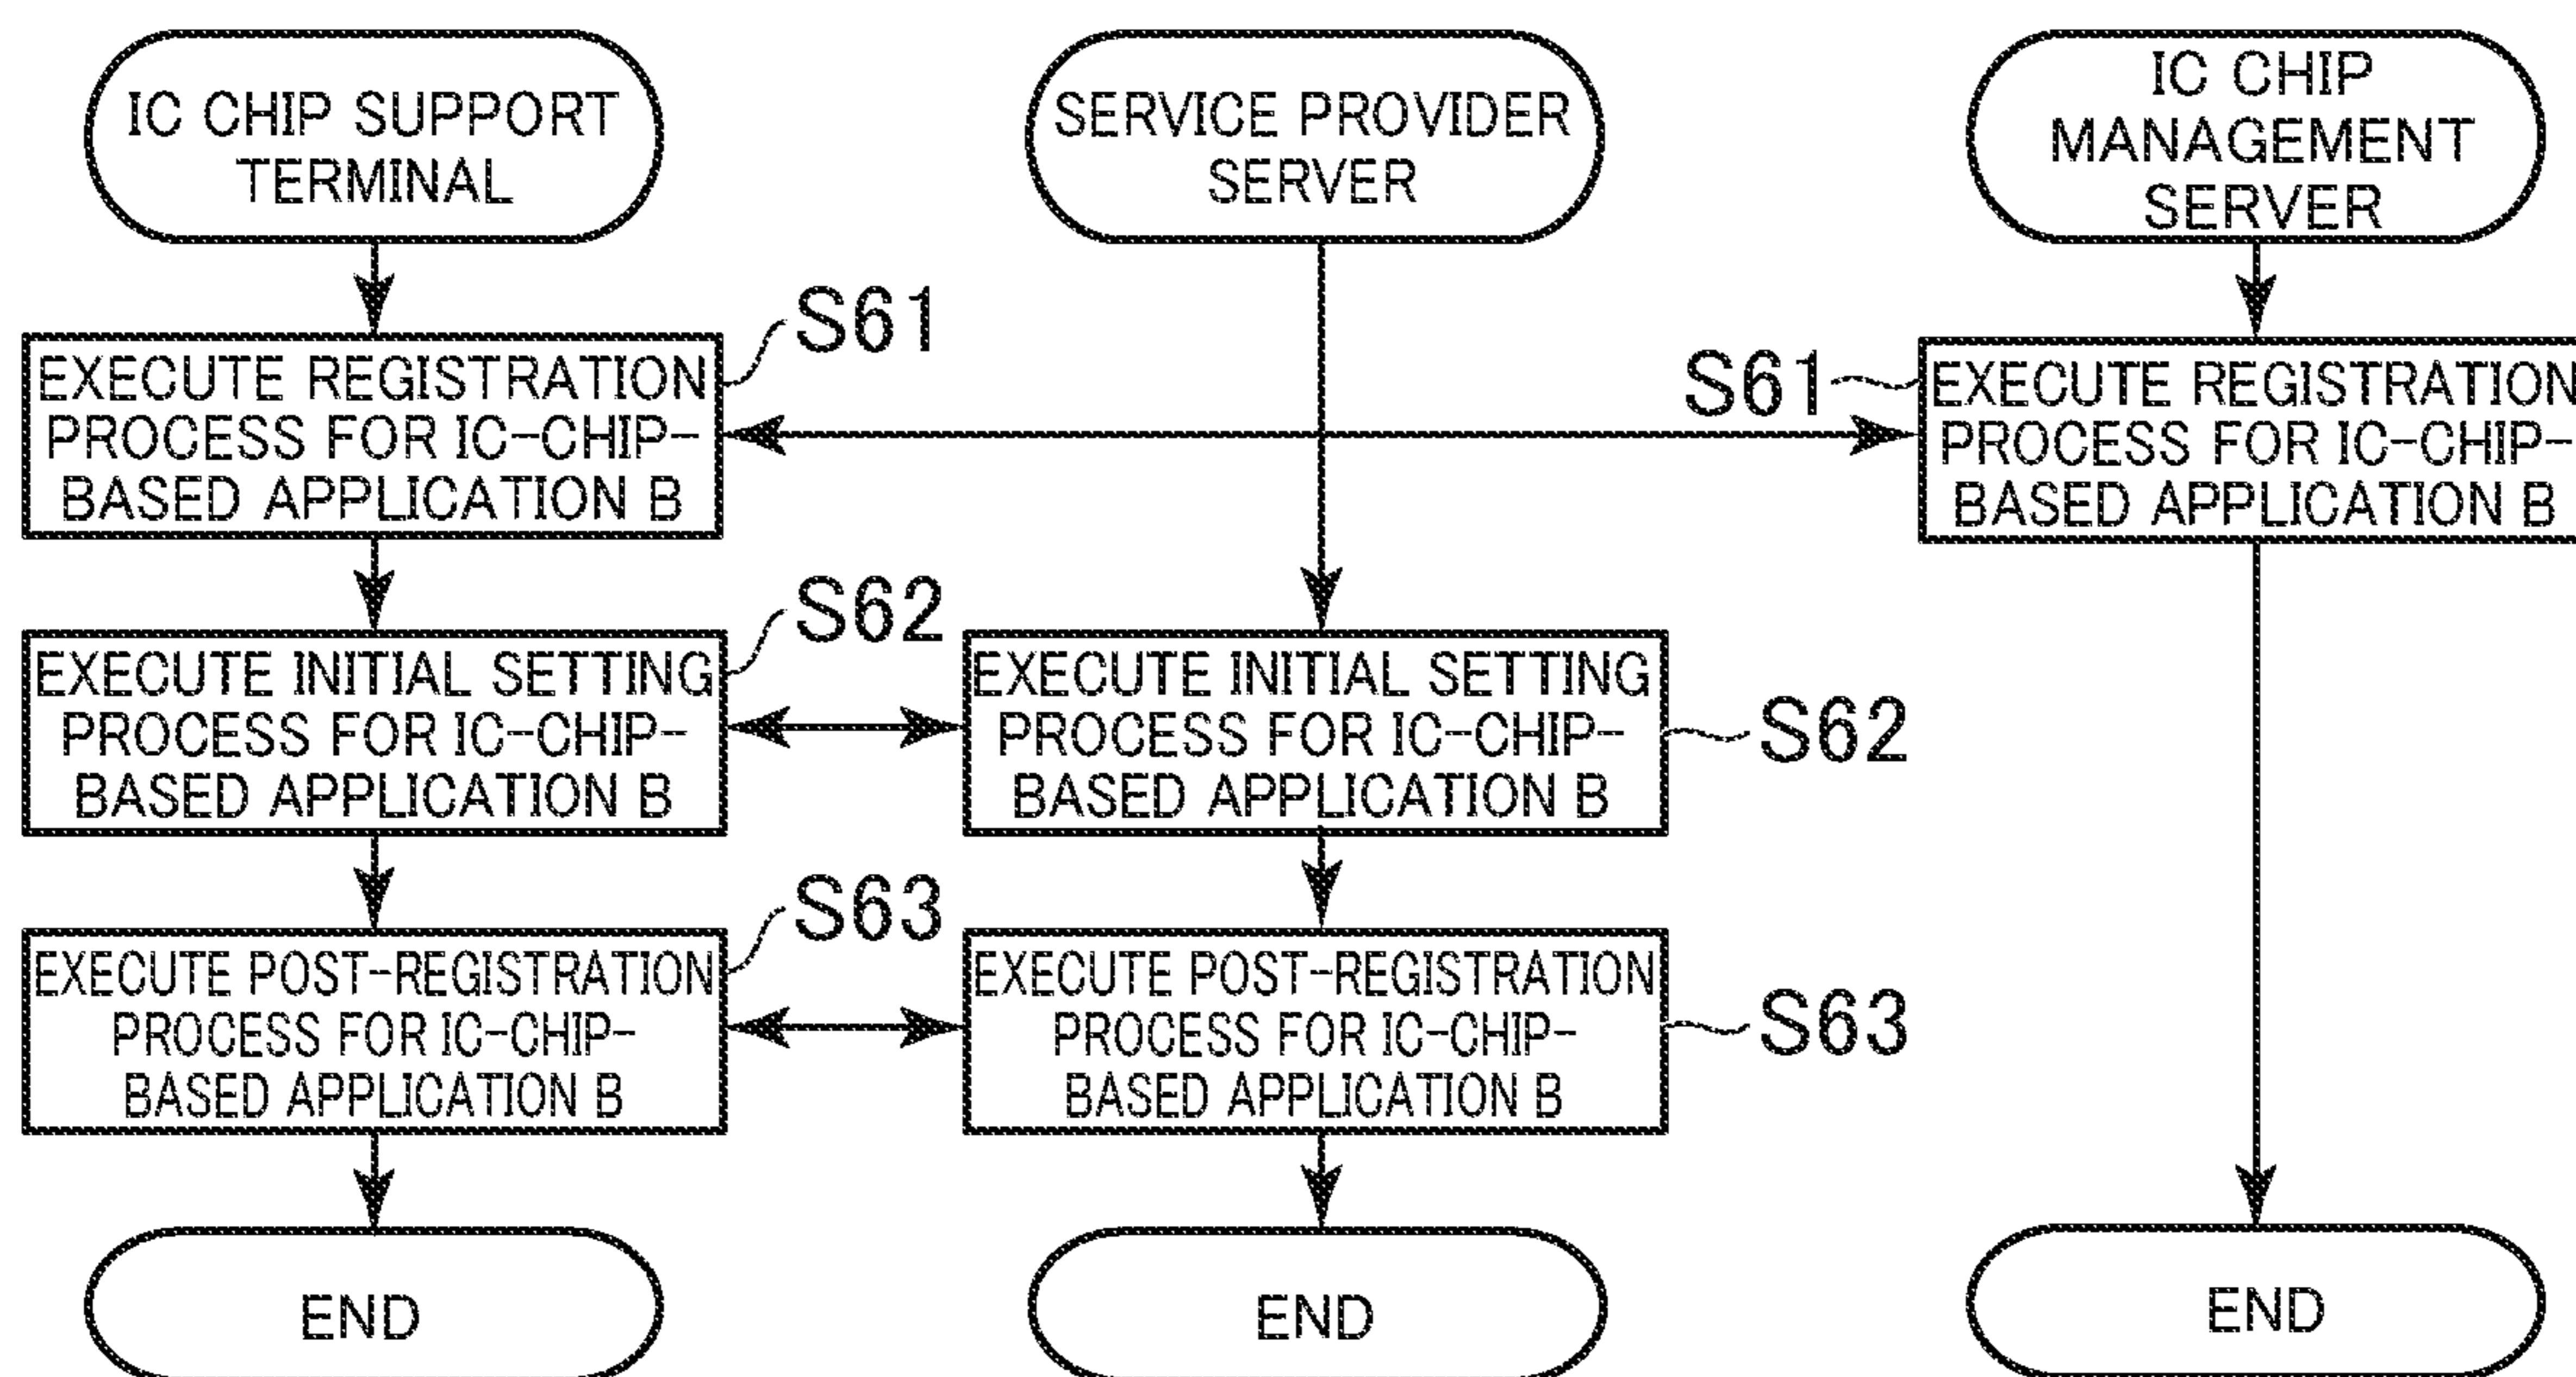 IC CHIP SUPPORT
TERMINAL
SERVICE PROVIDER
SERVER
IC CHIP
MANAGEMENT
SERVER
S61
EXECUTE REGISTRATION
PROCESS FOR IC-CHIP-
BASED APPLICATION B
S61
EXECUTE REGISTRATION
PROCESS FOR IC-CHIP-
BASED APPLICATION B
S62
EXECUTE INITIAL SETTING
PROCESS FOR IC-CHIP-
BASED APPLICATION B
EXECUTE INITIAL SETTING
PROCESS FOR IC-CHIP-
BASED APPLICATION B
S62
S63
EXECUTE POST-REGISTRATION
PROCESS FOR IC-CHIP-
BASED APPLICATION B
EXECUTE POST-REGISTRATION
PROCESS FOR IC-CHIP-
BASED APPLICATION B
S63
END
END
END